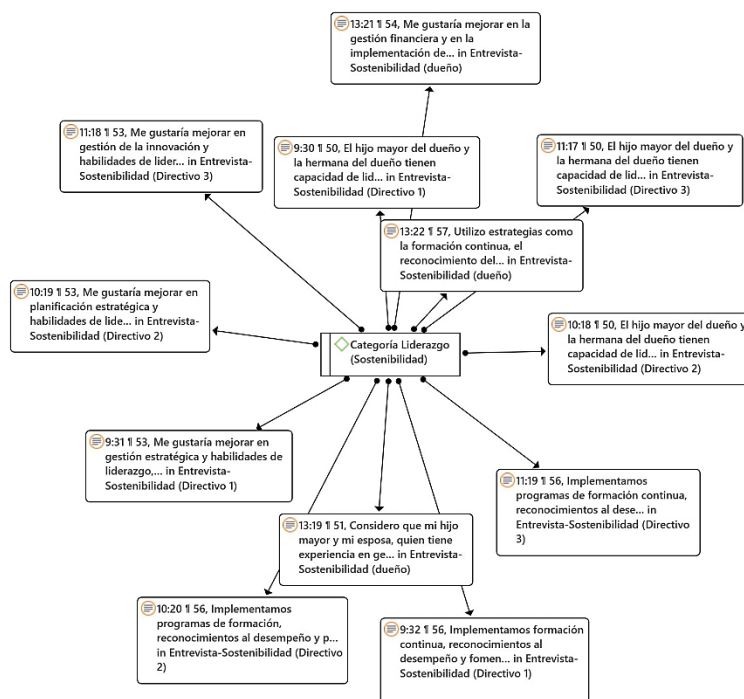 13:21 ¶ 54, Me gustaría mejorar en la
gestión financiera y en la
implementación de... in Entrevista-
Sostenibilidad (dueño)
11:18 ¶ 53, Me gustaría mejorar en
gestión de la innovación y
habilidades de lider... in Entrevista-
Sostenibilidad (Directivo 3)
9:30 ¶ 50, El hijo mayor del dueño y
la hermana del dueño tienen
capacidad de lid... in Entrevista-
Sostenibilidad (Directivo 1)
11:17 ¶ 50, El hijo mayor del dueño y
la hermana del dueño tienen
capacidad de lid... in Entrevista-
Sostenibilidad (Directivo 3)
13:22 ¶ 57, Utilizo estrategias como
la formación continua, el
reconocimiento del... in Entrevista-
Sostenibilidad (dueño)
10:19 ¶ 53, Me gustaría mejorar en
planificación estratégica y
habilidades de lide... in Entrevista-
Sostenibilidad (Directivo 2)
Categoría Liderazgo
(Sostenibilidad)
10:18 ¶ 50, El hijo mayor del dueño y
la hermana del dueño tienen
capacidad de lid... in Entrevista-
Sostenibilidad (Directivo 2)
9:31 ¶ 53, Me gustaría mejorar en
gestión estratégica y habilidades de
liderazgo,... in Entrevista-
Sostenibilidad (Directivo 1)
11:19 ¶ 56, Implementamos
programas de formación continua,
reconocimientos al dese... in
Entrevista-Sostenibilidad (Directivo
3)
13:19 ¶ 51, Considero que mi hijo
mayor y mi esposa, quien tiene
experiencia en ge... in Entrevista-
Sostenibilidad (dueño)
10:20 ¶ 56, Implementamos
programas de formación,
reconocimientos al desempeño y p...
in Entrevista-Sostenibilidad (Directivo
2)
9:32 ¶ 56, Implementamos formación
continua, reconocimientos al
desempeño y fomen... in Entrevista-
Sostenibilidad (Directivo 1)